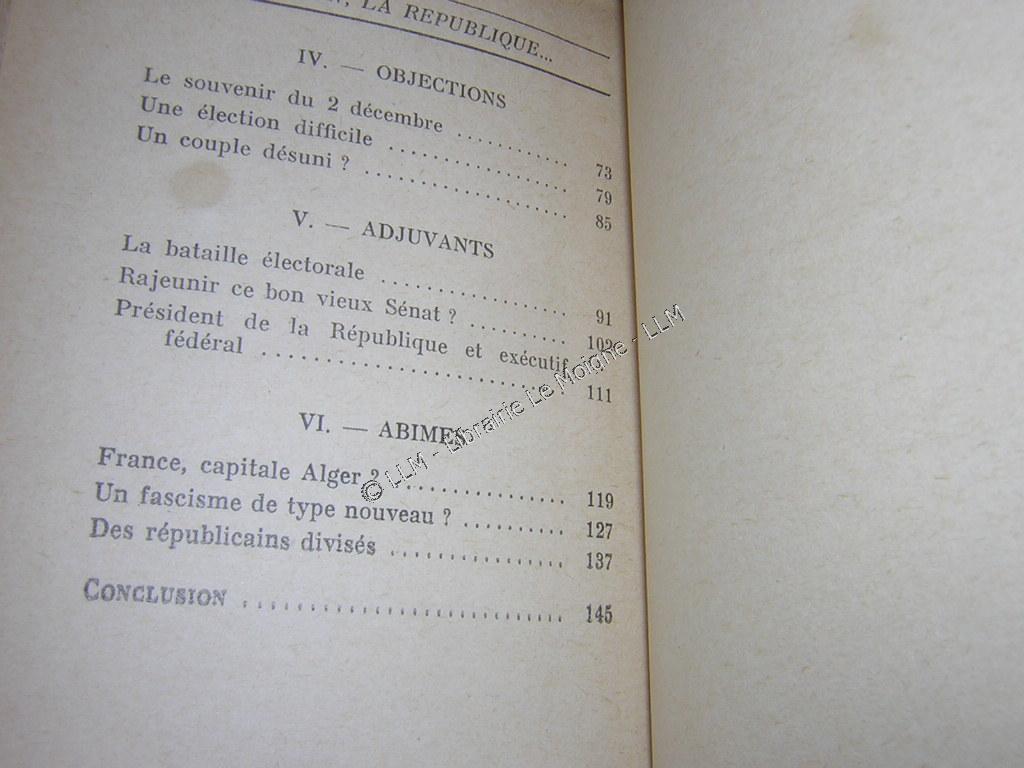 LA REPUBLIQUE...
IV. — OBJECTIONS
Le souvenir du 2 décembre .......... 73
Une élection difficile ................ 79
Un couple désuni ? .................. 85
V. — ADJUVANTS
La bataille électorale ................ 91
Rajeunir ce bon vieux Sénat ? .......... 102
Président de la République et exécutif
fédéral ........................ 111
VI. — ABIMES
France, capitale Alger ? .............. 119
Un fascisme de type nouveau ? ......... 127
Des républicains divisés .............. 137
CONCLUSION ........................ 145
© LLM - Librairie Le Moigne - LLM